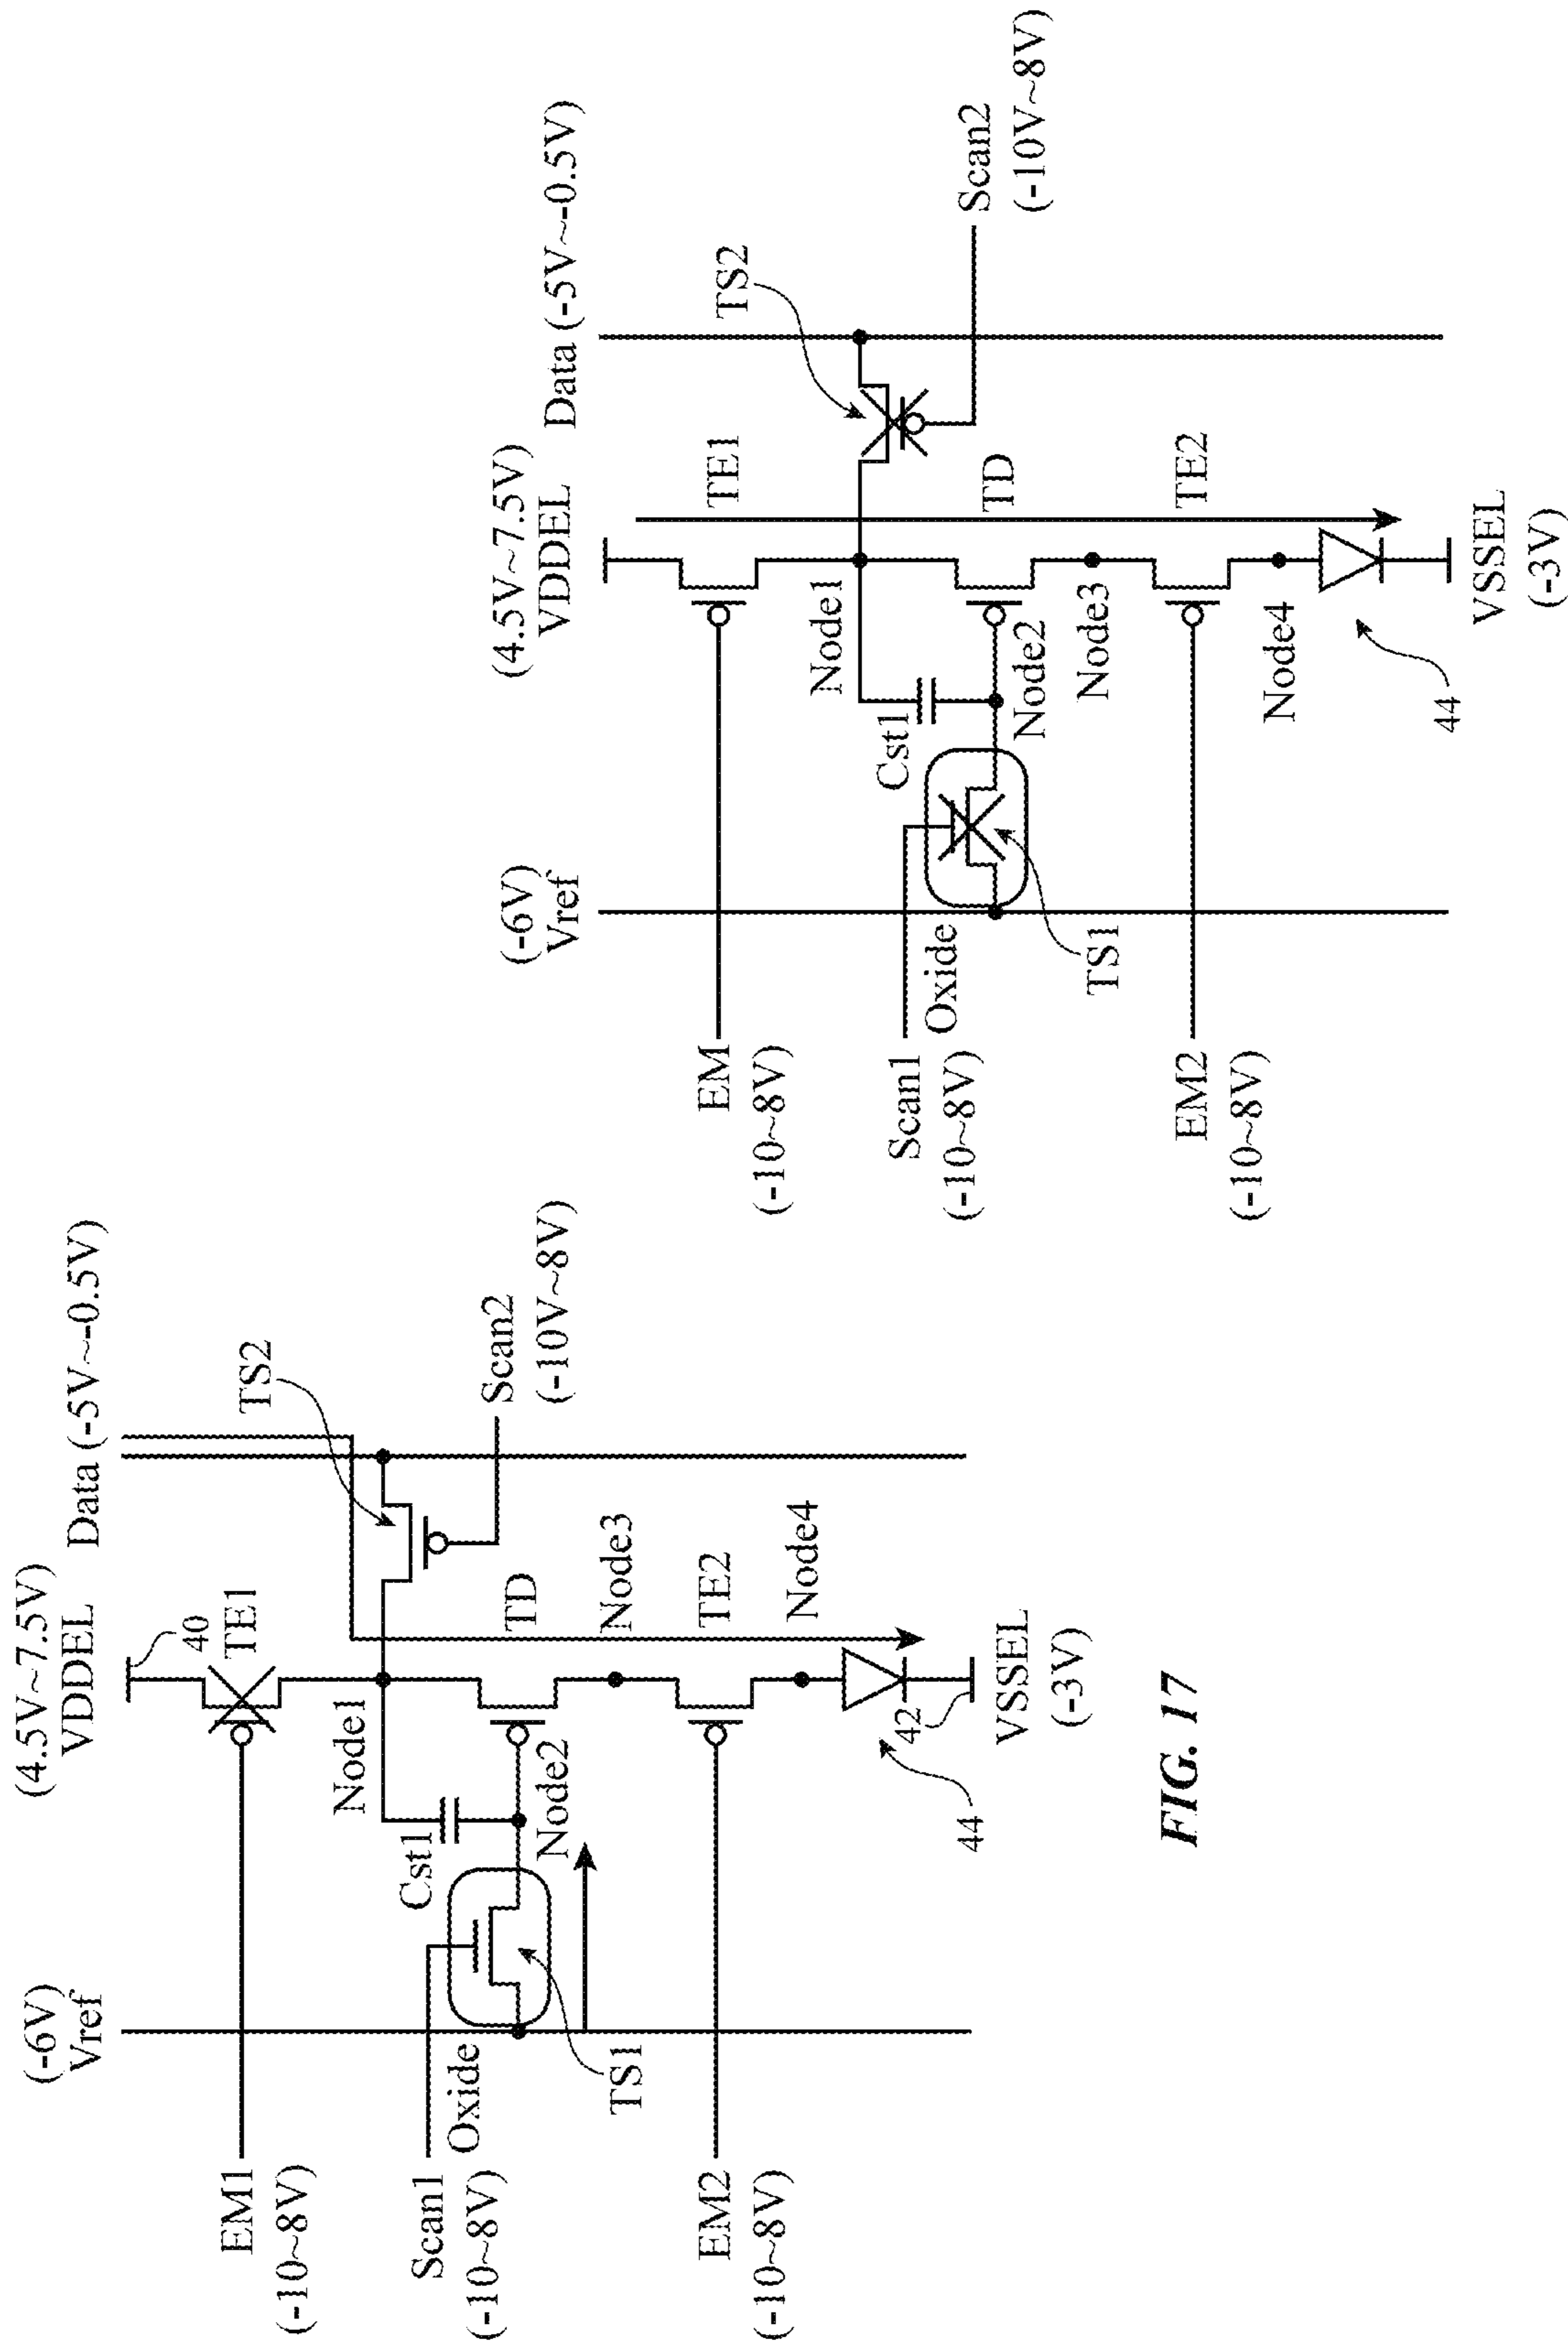 (4.5V~7.5V)
VDDEL
Data (-5V~-0.5V)
(-6V)
Vref
40
TE1
TS2
EM1
(-10~8V)
Node1
Scan2
(-10V~8V)
Cst1
Scan1
(-10~8V)
Oxide
TD
Node2
TS1
Node3
EM2
(-10~8V)
TE2
Node4
42
44
VSSEL
(-3V)
(4.5V~7.5V)
VDDEL
Data (-5V~-0.5V)
(-6V)
Vref
TE1
TS2
EM
(-10~8V)
Node1
Scan2
(-10V~8V)
Cst1
Scan1
(-10~8V)
Oxide
TD
Node2
TS1
Node3
EM2
(-10~8V)
TE2
Node4
44
VSSEL
(-3V)
FIG. 17